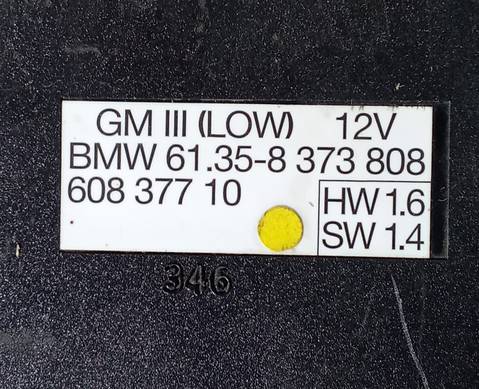 GM III (LOW) 12V
BMW 61.35-8 373 808
608 377 10
HW 1.6
SW 1.4
346